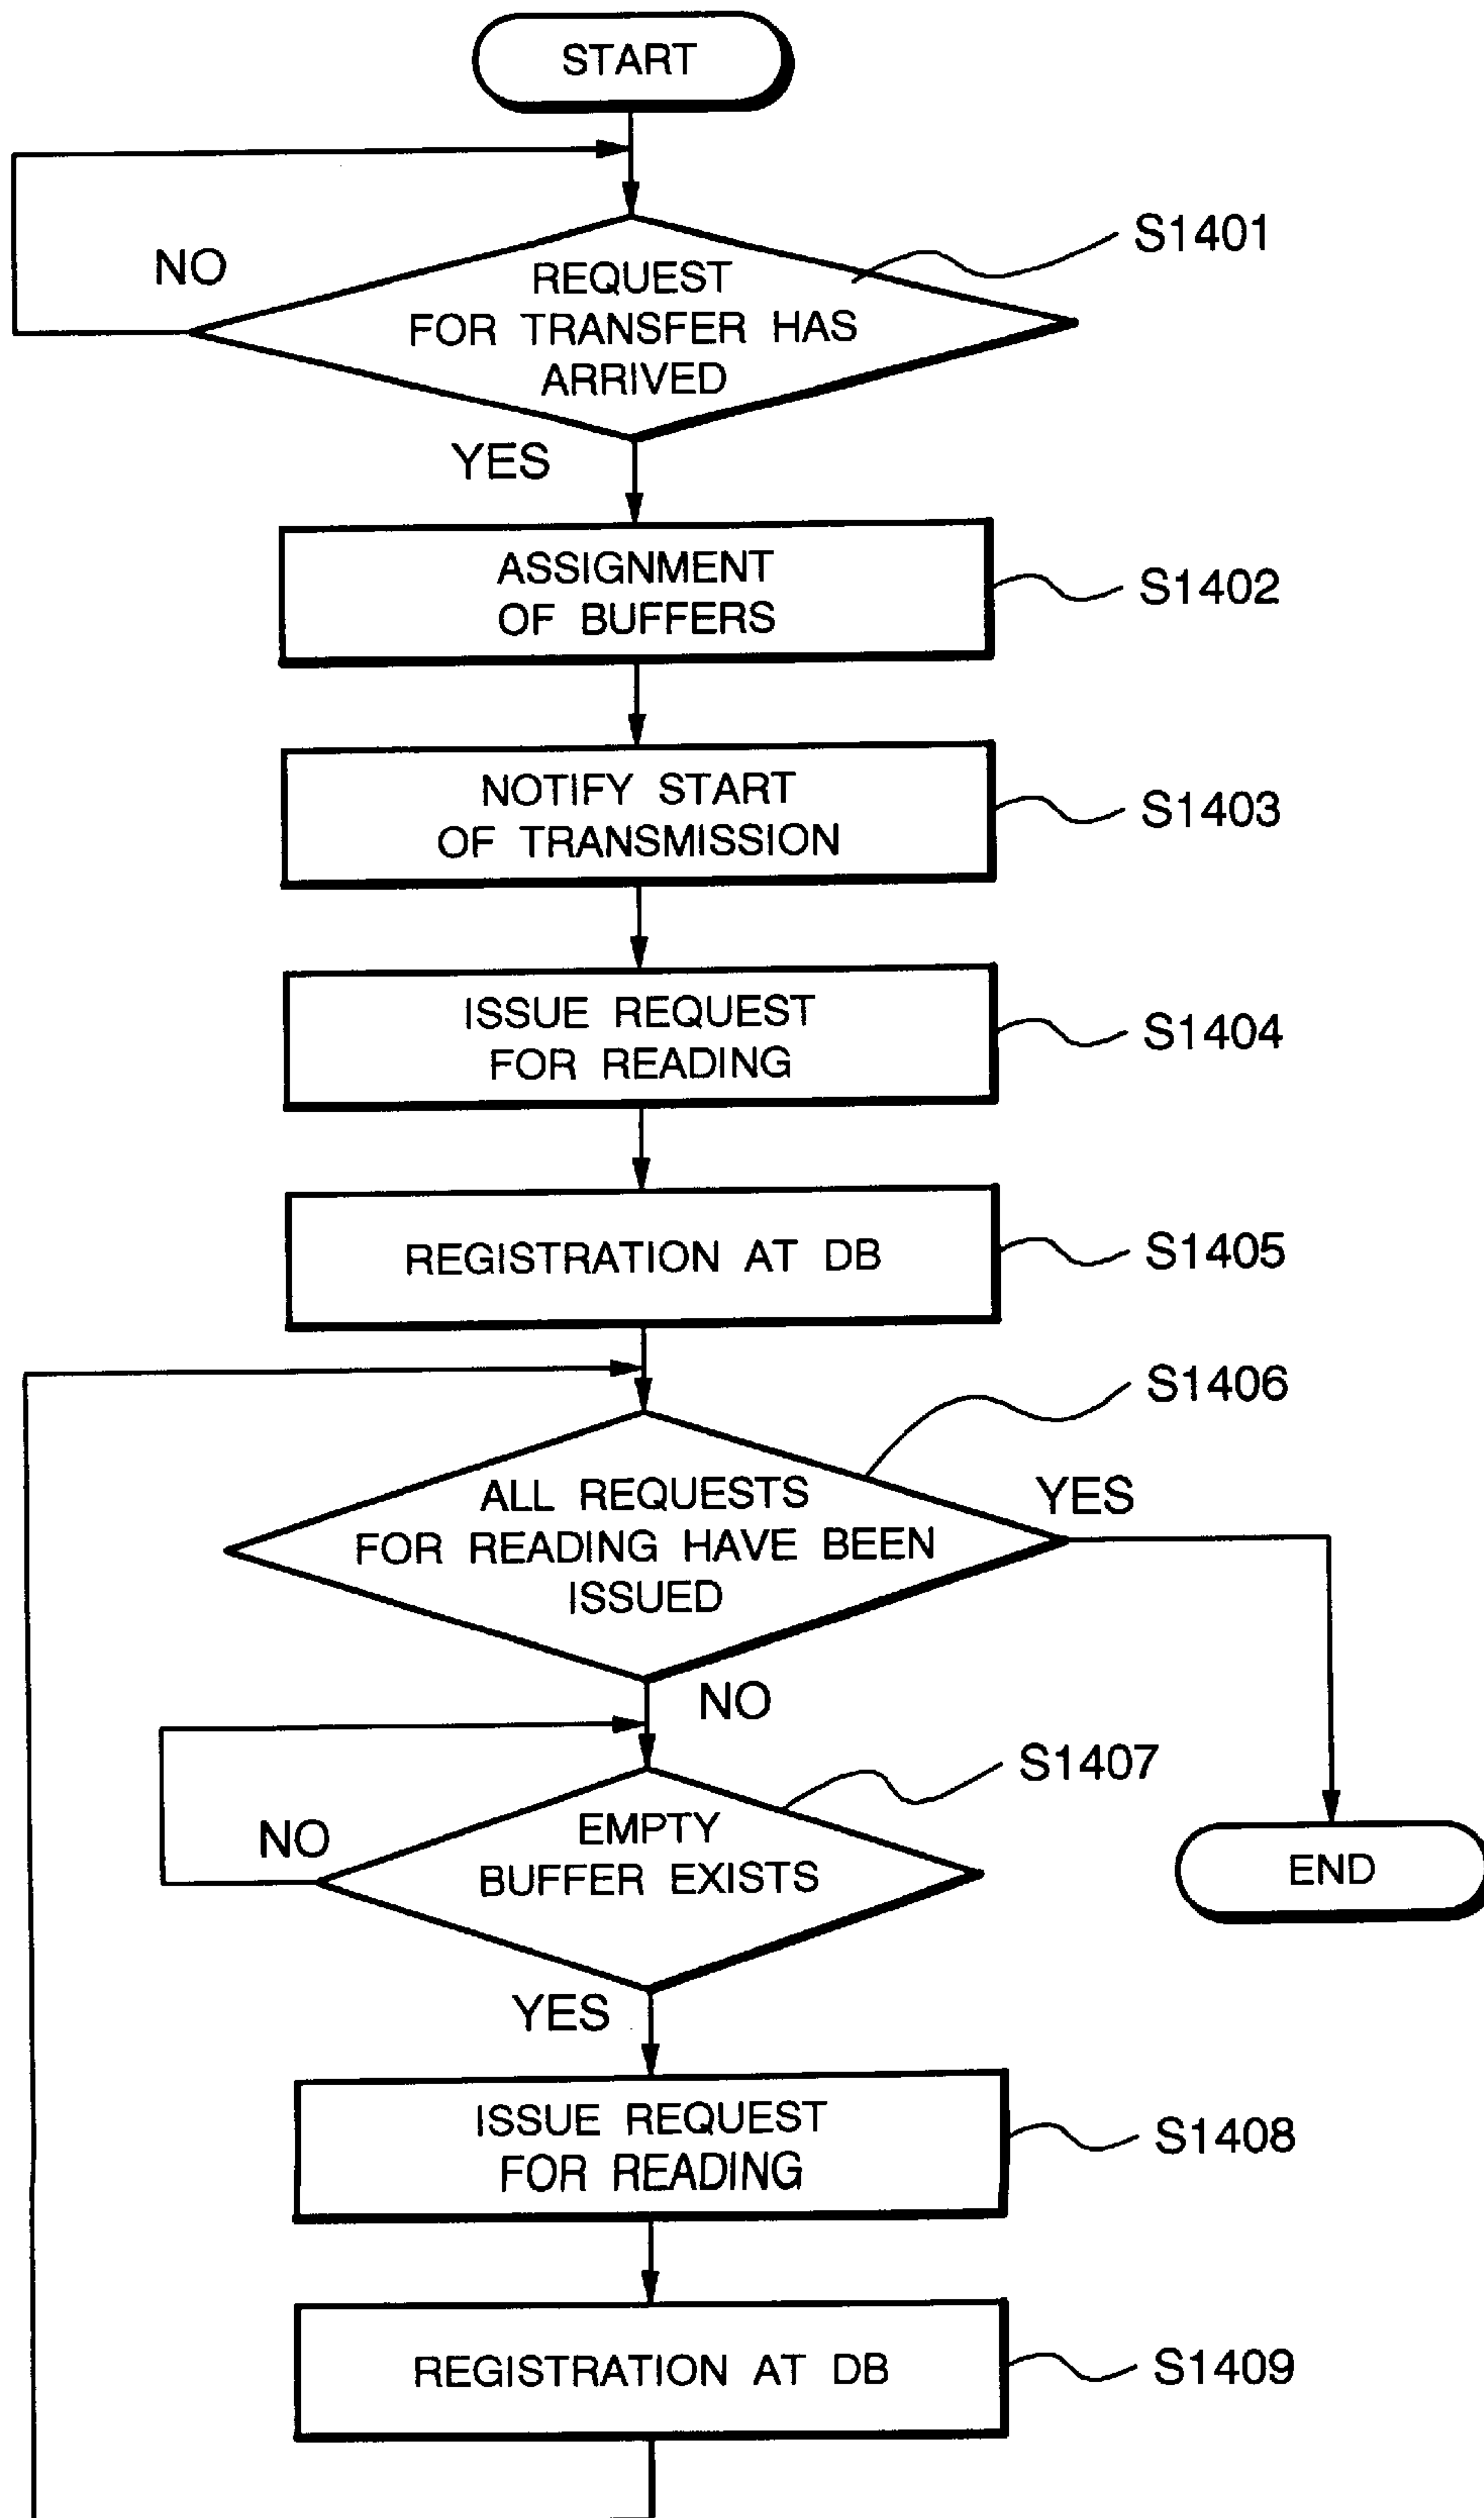 START
NO
S1401
REQUEST
FOR TRANSFER HAS
ARRIVED
YES
ASSIGNMENT
OF BUFFERS
S1402
NOTIFY START
OF TRANSMISSION
S1403
ISSUE REQUEST
FOR READING
S1404
REGISTRATION AT DB
S1405
S1406
ALL REQUESTS
FOR READING HAVE BEEN
ISSUED
YES
NO
S1407
NO
EMPTY
BUFFER EXISTS
END
YES
ISSUE REQUEST
FOR READING
S1408
REGISTRATION AT DB
S1409